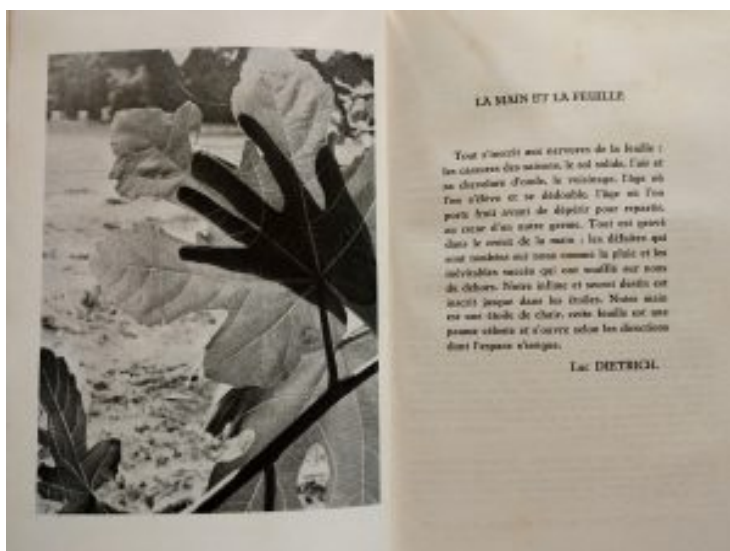 LA MAIN ET LA FEUILLE
Tout s'inscrit aux nervures de la feuille :
les caresses des saisons, le sol solide, l'air et
sa chevelure d'onde, le voisinage, l'âge où
l'on s'élève et se dédouble, l'âge où l'on
porte fruit avant de dépérir pour repartir,
au cœur d'un autre germe. Tout est gravé
dans le creux de la main : les défaites qui
sont tombées sur nous comme la pluie et les
inévitables succès qui ont soufflé sur nous
de dehors. Notre infime et secret destin est
inscrit jusque dans les étoiles. Notre main
est une étoile de chair, cette feuille est une
paume et s'ouvre selon les directions
dont l'espace
Luc DIETRICH.